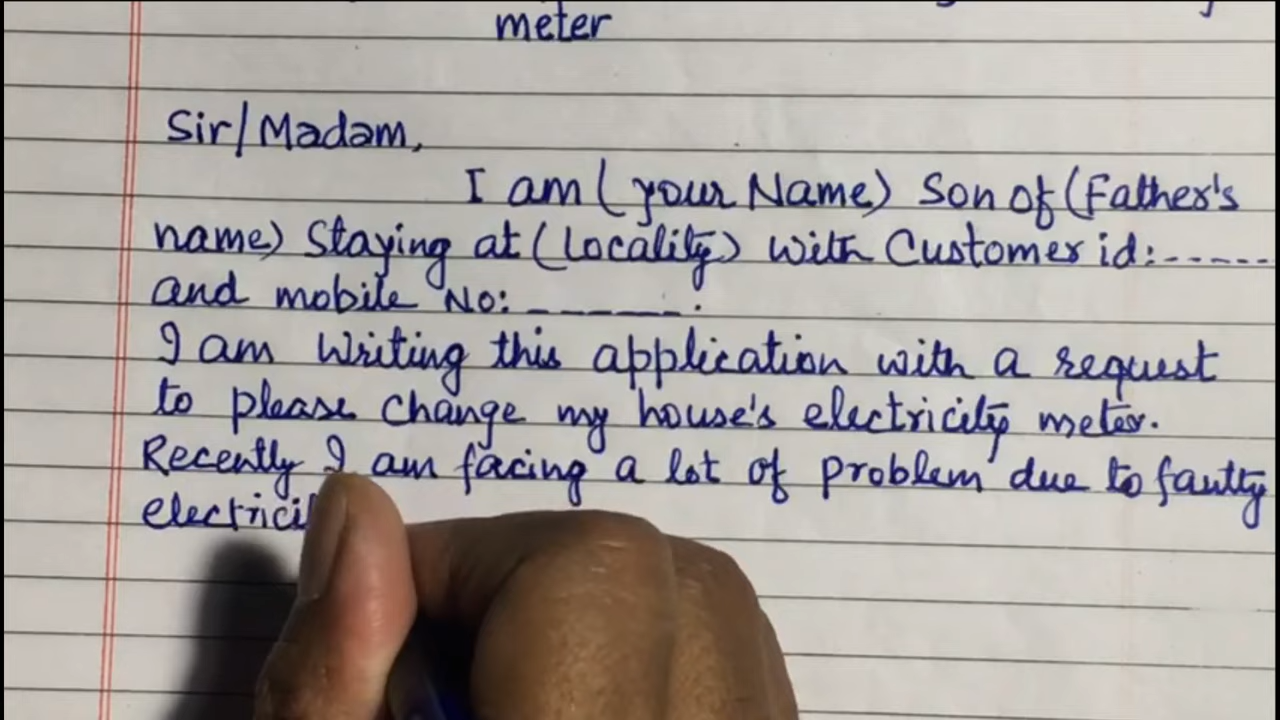 meter
Sir/Madam,
I am (your Name) Son of (Father's
name) Staying at (Locality) with Customer id:-----
and mobile No: ------.
I am writing this application with a request
to please change my house's electricity meter.
Recently I am facing a lot of problem due to faulty
electrici